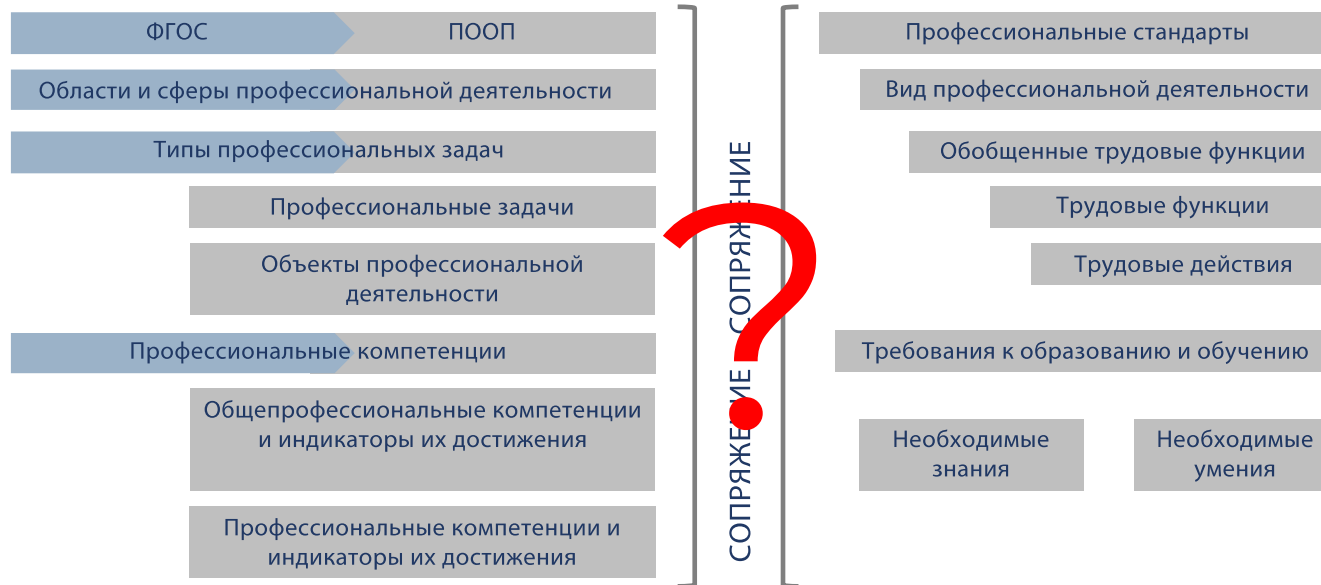 ФГОС ПООП
Области и сферы профессиональной деятельности
Типы профессиональных задач
Профессиональные задачи
Объекты профессиональной
деятельности
Профессиональные компетенции
Общепрофессиональные компетенции
и индикаторы их достижения
Профессиональные компетенции и
индикаторы их достижения
СОПРЯЖЕНИЕ СОПРЯЖЕНИЕ
?
Профессиональные стандарты
Вид профессиональной деятельности
Обобщенные трудовые функции
Трудовые функции
Трудовые действия
Требования к образованию и обучению
Необходимые
знания
Необходимые
умения